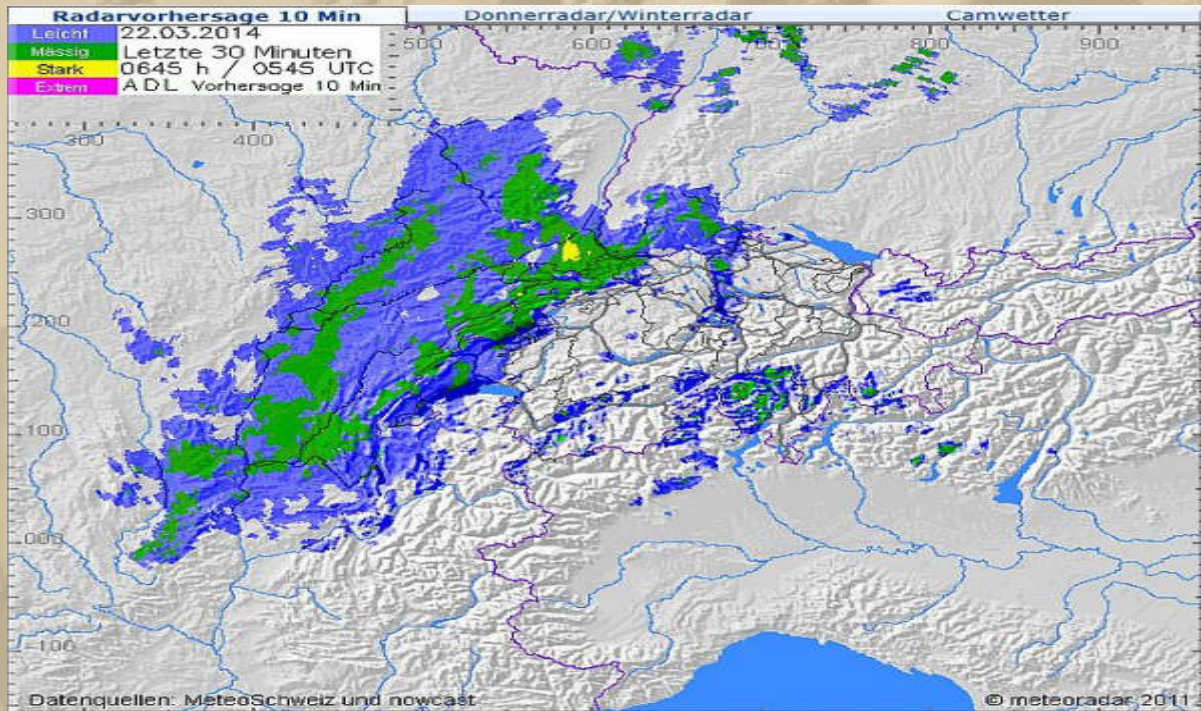 Radarvorhersage 10 Min Donnerradar/Winterradar Camwetter
Leicht 22.03.2014
Mässig Letzte 30 Minuten
Stark 0645 h / 0545 UTC
Extrem ADL Vorhersage 10 Min
500 600 800 900
300 400
300
200
100
000
-100
Datenquellen: MeteoSchweiz und nowcast © meteoradar 2011